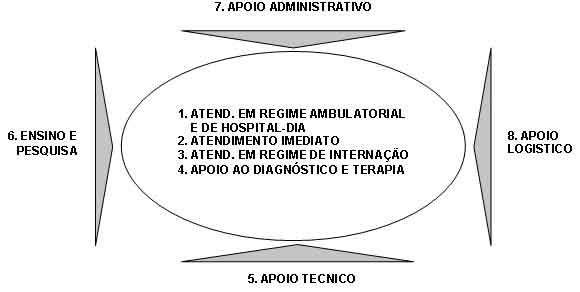 7. APOIO ADMINISTRATIVO
1. ATEND. EM REGIME AMBULATORIAL
E DE HOSPITAL-DIA
2. ATENDIMENTO IMEDIATO
3. ATEND. EM REGIME DE INTERNAÇÃO
4. APOIO AO DIAGNÓSTICO E TERAPIA
6. ENSINO E
PESQUISA
8. APOIO
LOGISTICO
5. APOIO TECNICO